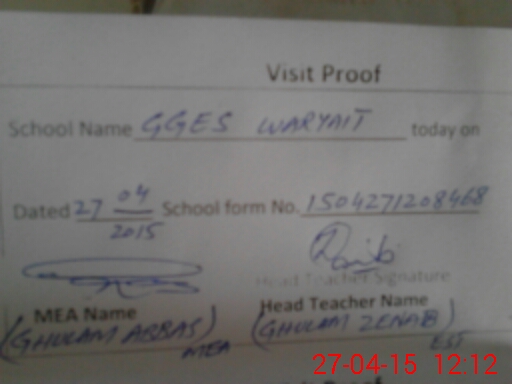 Visit Proof
School Name GGES WARYAIT today on
Dated 27 04 2015 School form No. 1504271208468
Head Teacher Signature
MEA Name Head Teacher Name
(GHULAM ABBAS) MEA (GHULAM ZENAB) EST
27-04-15 12:12